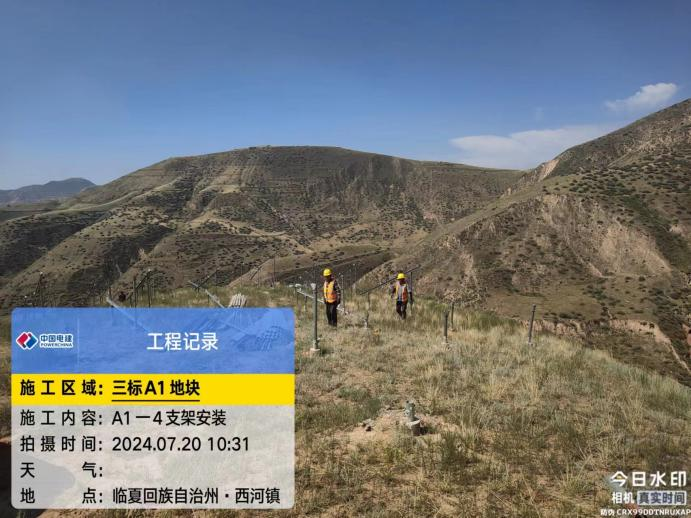 中国电建
POWERCHINA
工程记录
施工区域：三标A1地块
施工内容：A1一4支架安装
拍摄时间：2024.07.20 10:31
天气：
地点：临夏回族自治州·西河镇
今日水印
相机 真实时间
防伪 CRX99DDTNRUXAP